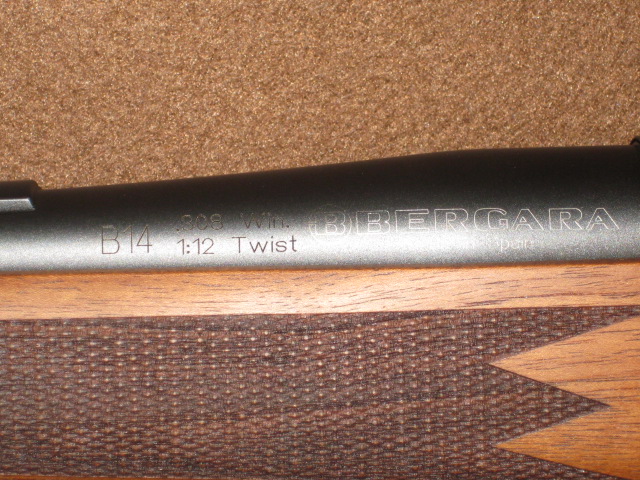 B14
.308 Win.
1:12 Twist
BERGARA
Spain